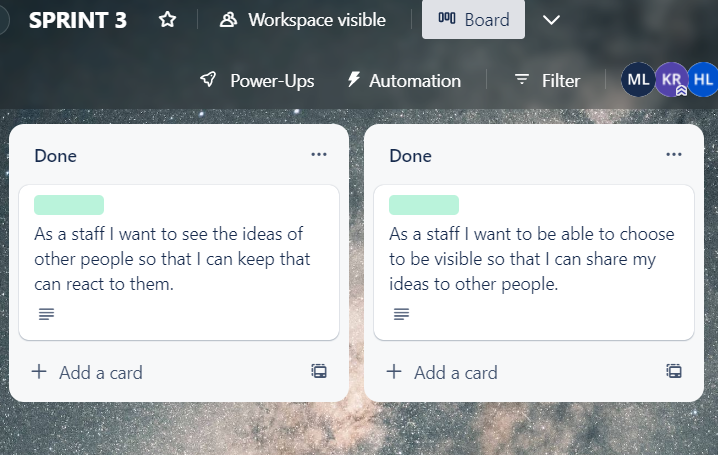 SPRINT 3
Workspace visible
Board
Power-Ups
Automation
Filter
ML
KR
HL
Done
As a staff I want to see the ideas of
other people so that I can keep that
can react to them.
Add a card
Done
As a staff I want to be able to choose
to be visible so that I can share my
ideas to other people.
Add a card